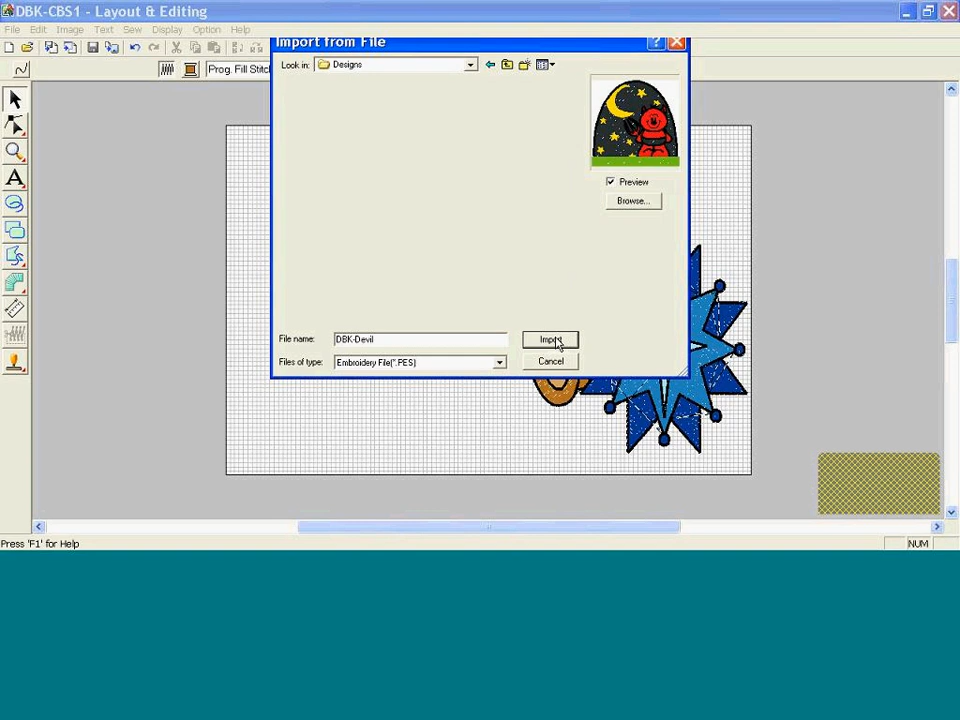 DBK-CBS1 - Layout & Editing
File Edit Image Text Sew Display Option Help
Import from File
Look in: Designs
Prog. Fill Stitc
Preview
Browse...
File name: DBK-Devil Import
Files of type: Embroidery File(*.PES) Cancel
Press 'F1' for Help NUM